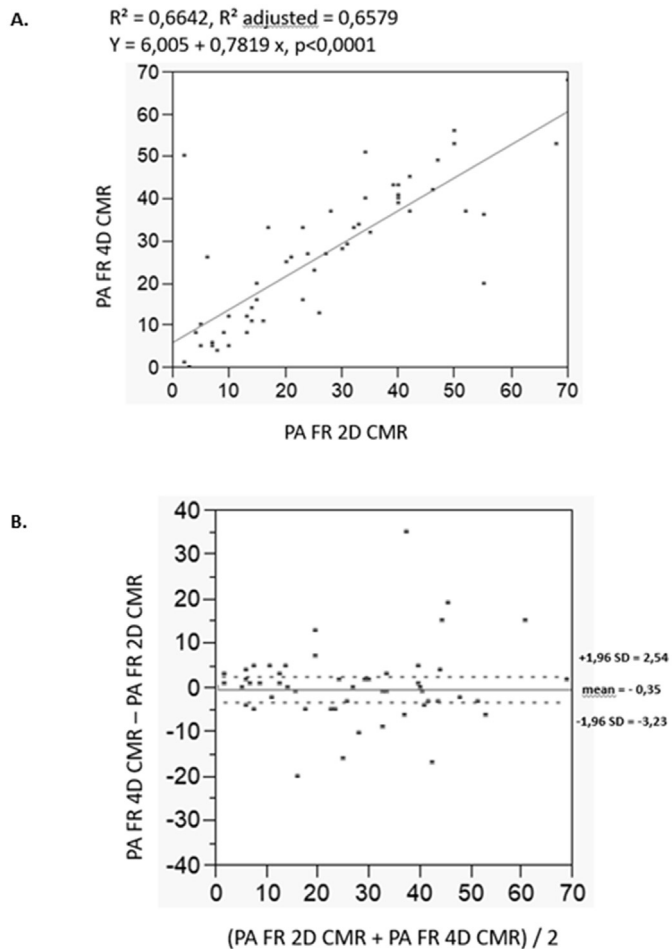 A.
R² = 0,6642, R² adjusted = 0,6579
Y = 6,005 + 0,7819 x, p<0,0001
70
60
50
40
30
20
10
0
PA FR 4D CMR
0 10 20 30 40 50 60 70
PA FR 2D CMR
B.
40
30
20
10
0
-10
-20
-30
-40
PA FR 4D CMR – PA FR 2D CMR
+1,96 SD = 2,54
mean = - 0,35
-1,96 SD = -3,23
0 10 20 30 40 50 60 70
(PA FR 2D CMR + PA FR 4D CMR) / 2